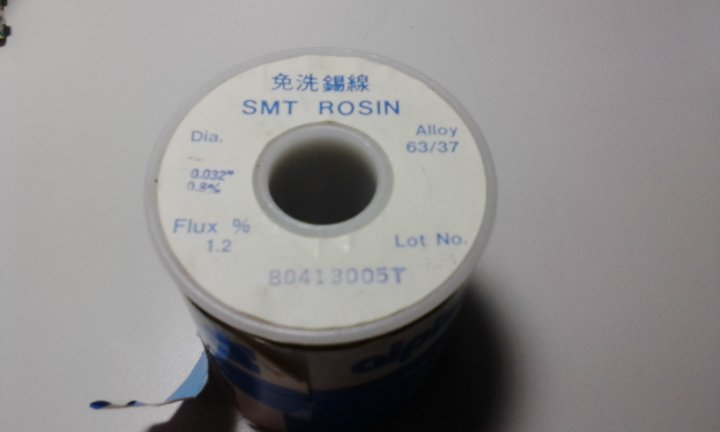 免洗錫線
SMT ROSIN
Dia.
Alloy
63/37
0.032"
0.8%
Flux %
1.2
Lot No.
80413005T